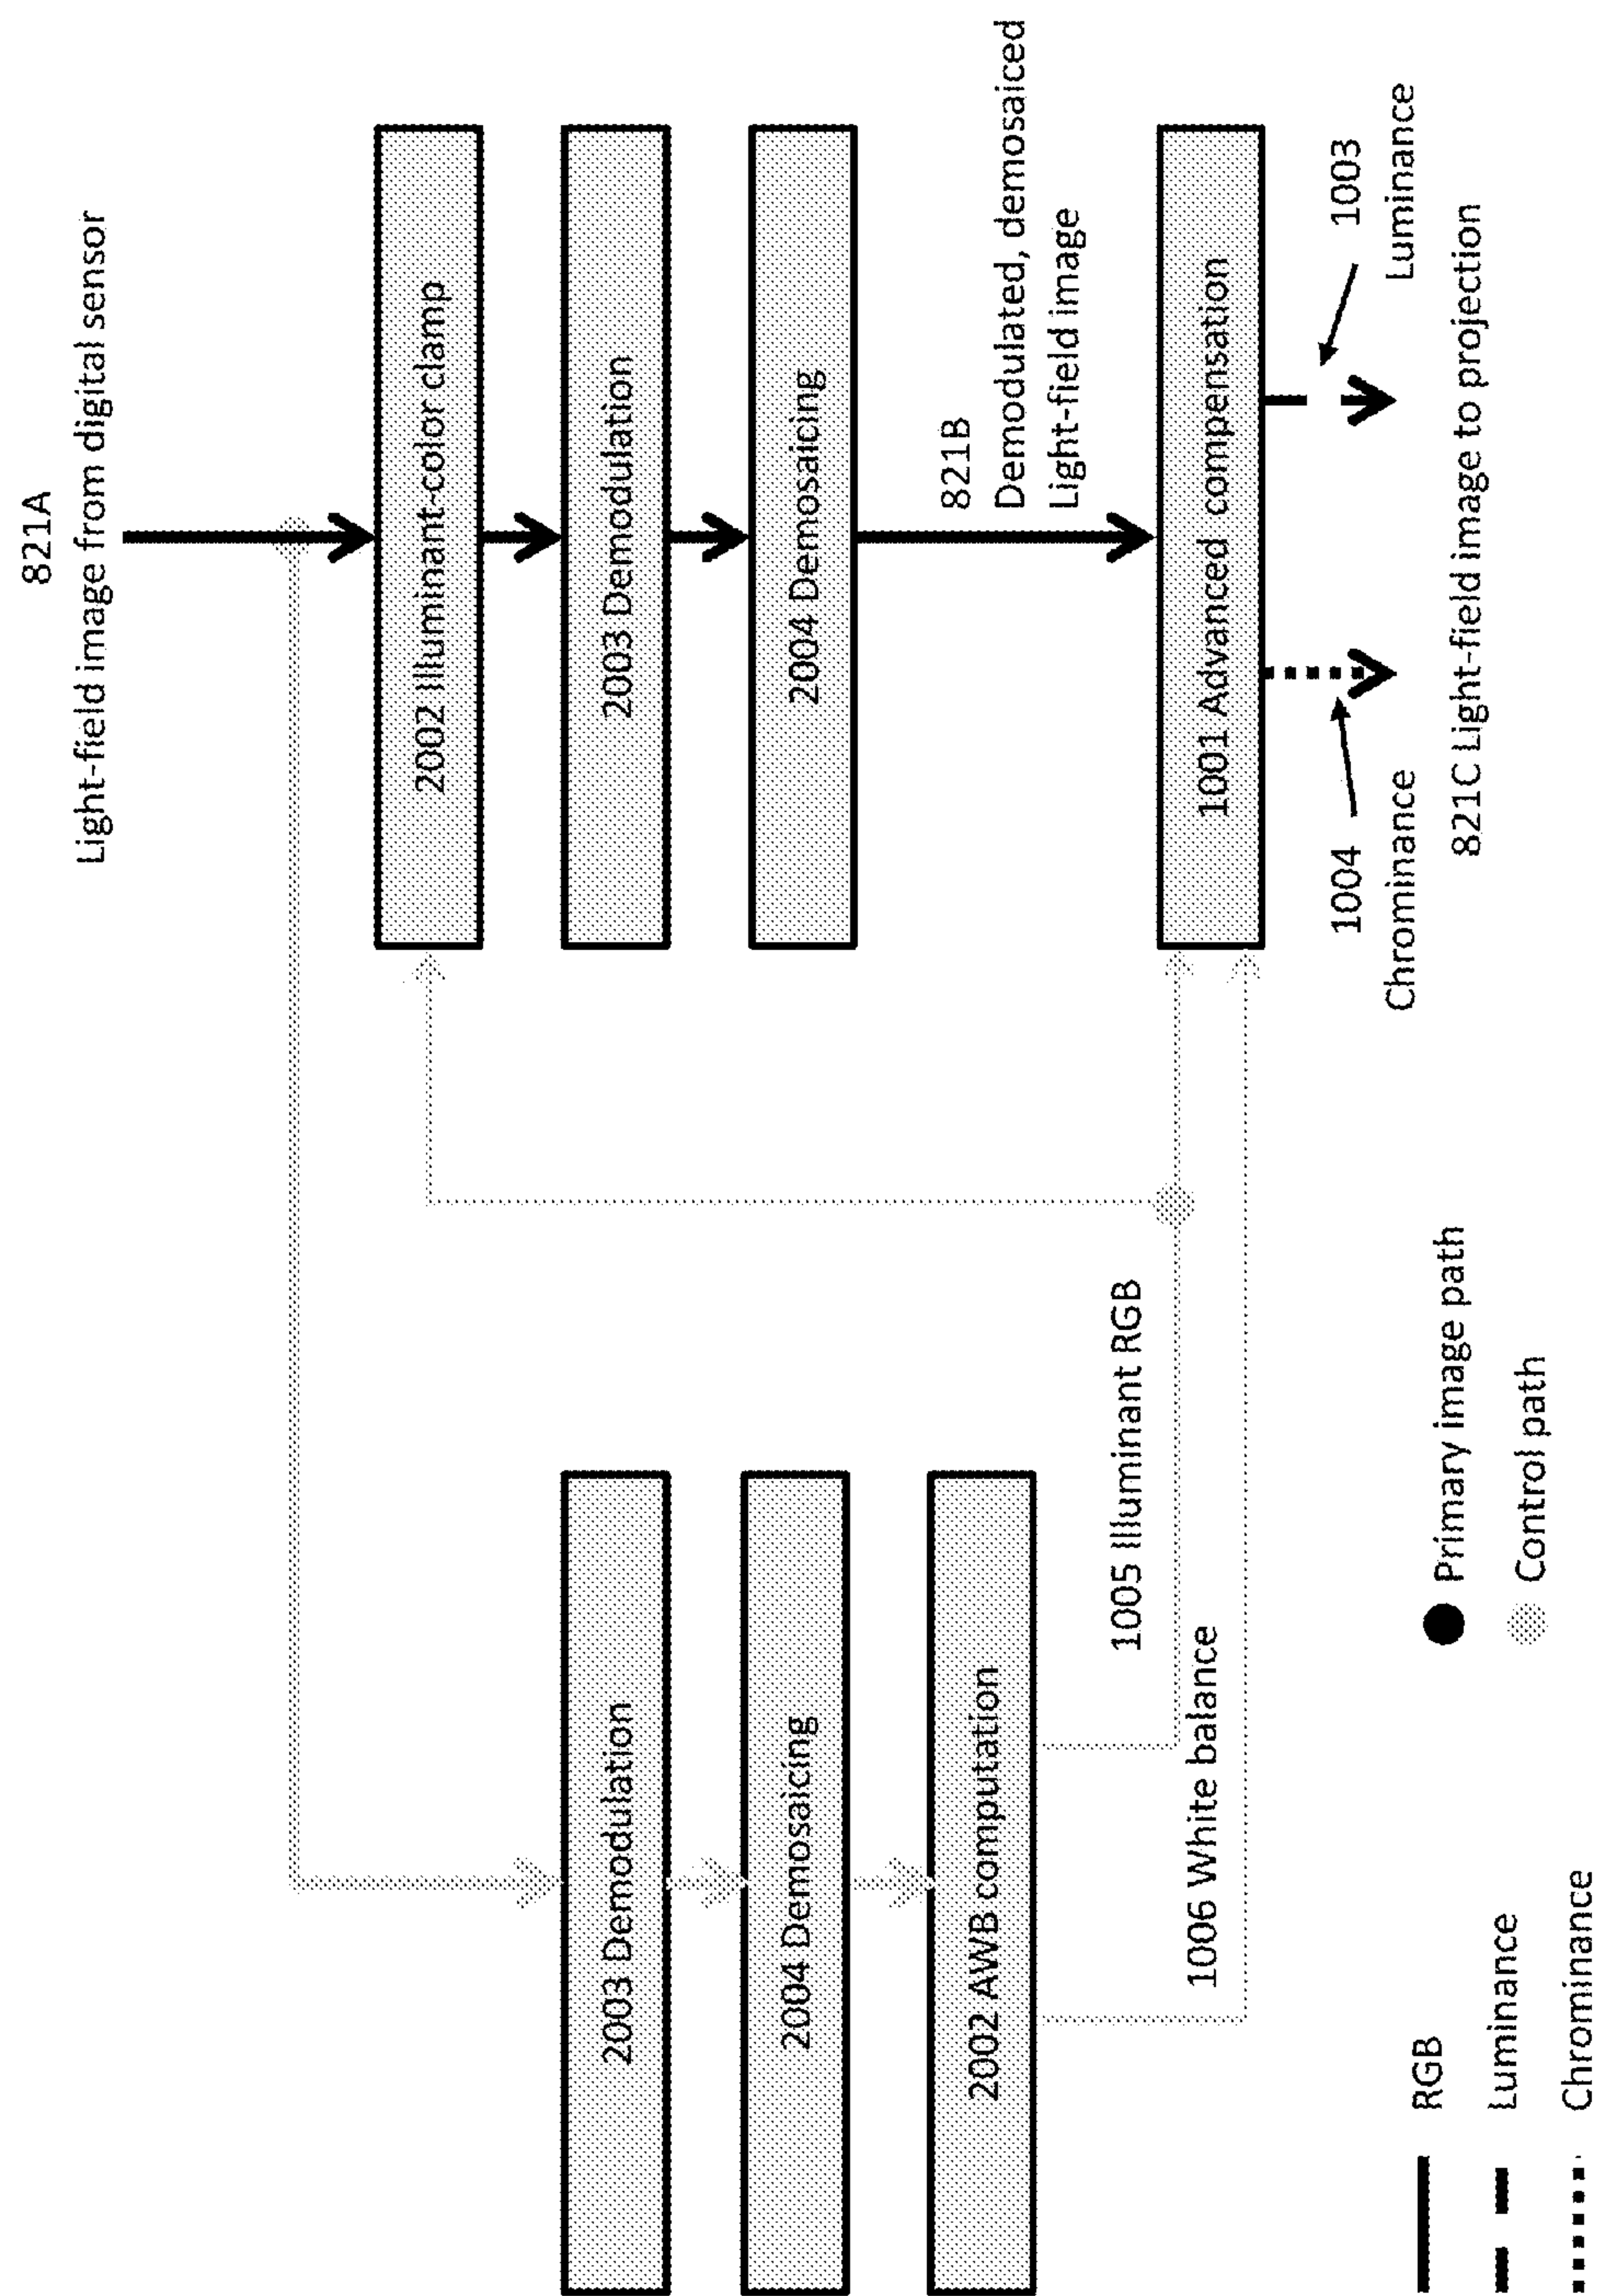 821A
Light-field image from digital sensor
2002 Illuminant-color clamp
2003 Demodulation
2004 Demosaicing
821B
Demodulated, demosaiced
Light-field image
1001 Advanced compensation
1004
Chrominance
1003
Luminance
821C Light-field image to projection
2003 Demodulation
2004 Demosaicing
2002 AWB computation
1005 Illuminant RGB
1006 White balance
RGB
Luminance
Chrominance
Primary image path
Control path